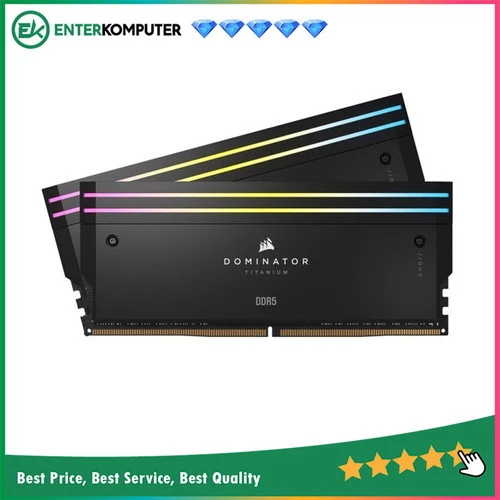 EK ENTERKOMPUTER
DOMINATOR
TITANIUM
DDR5
Best Price, Best Service, Best Quality